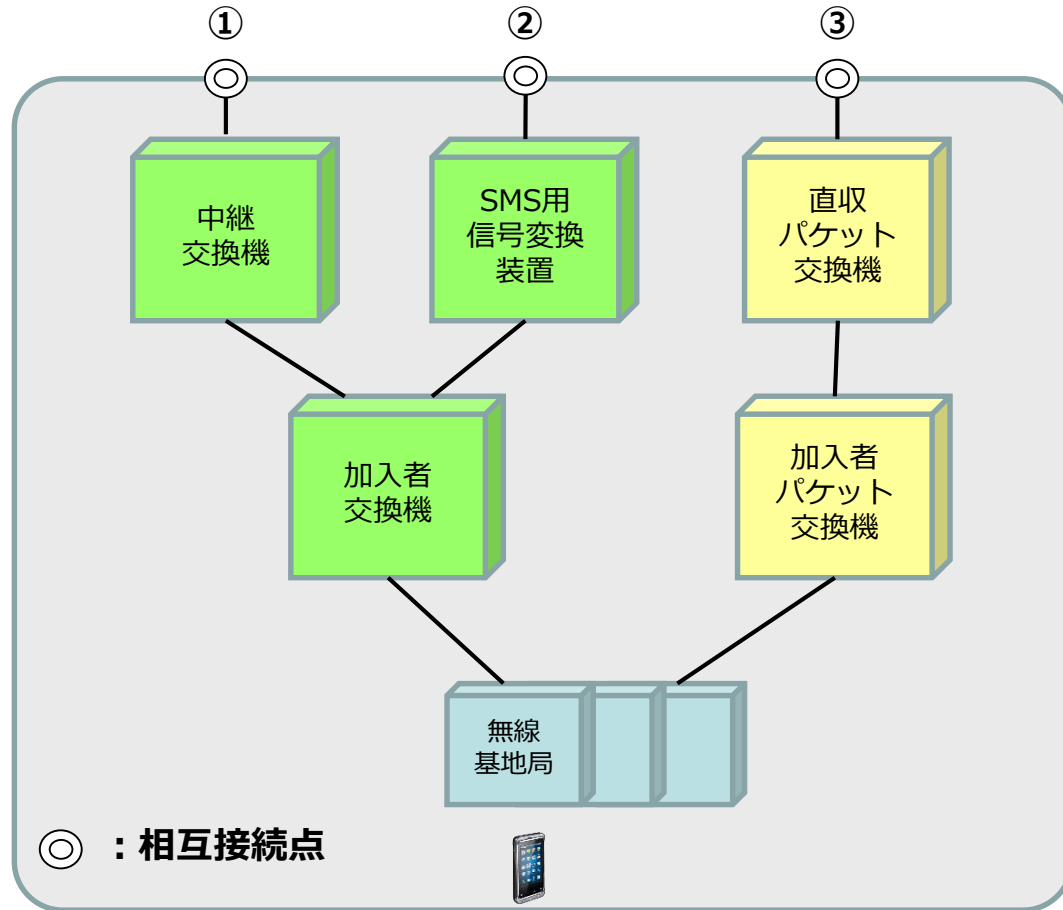 ①
②
③
中継
交換機
SMS用
信号変換
装置
直収
パケット
交換機
加入者
交換機
加入者
パケット
交換機
無線
基地局
：相互接続点